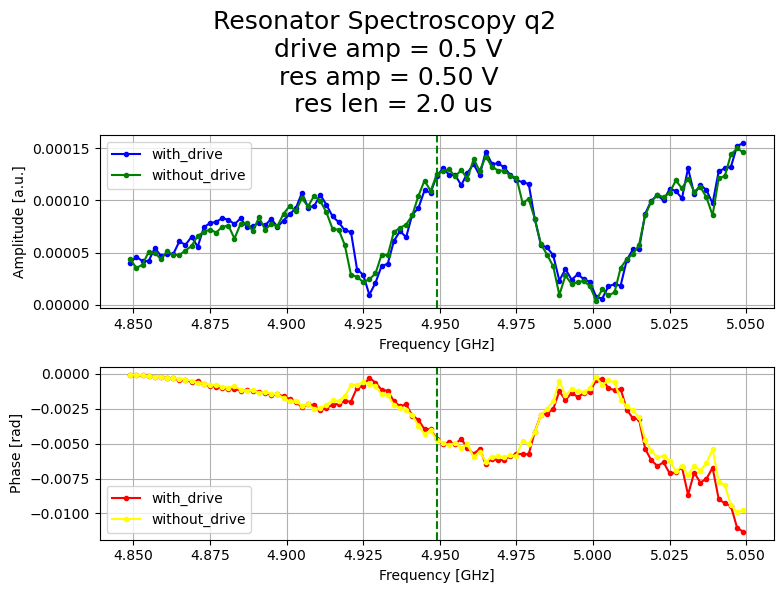 Resonator Spectroscopy q2
drive amp = 0.5 V
res amp = 0.50 V
res len = 2.0 us
with_drive
without_drive
Amplitude [a.u.]
0.00015
0.00010
0.00005
0.00000
4.850 4.875 4.900 4.925 4.950 4.975 5.000 5.025 5.050
Frequency [GHz]
Phase [rad]
0.0000
−0.0025
−0.0050
−0.0075
−0.0100
with_drive
without_drive
4.850 4.875 4.900 4.925 4.950 4.975 5.000 5.025 5.050
Frequency [GHz]